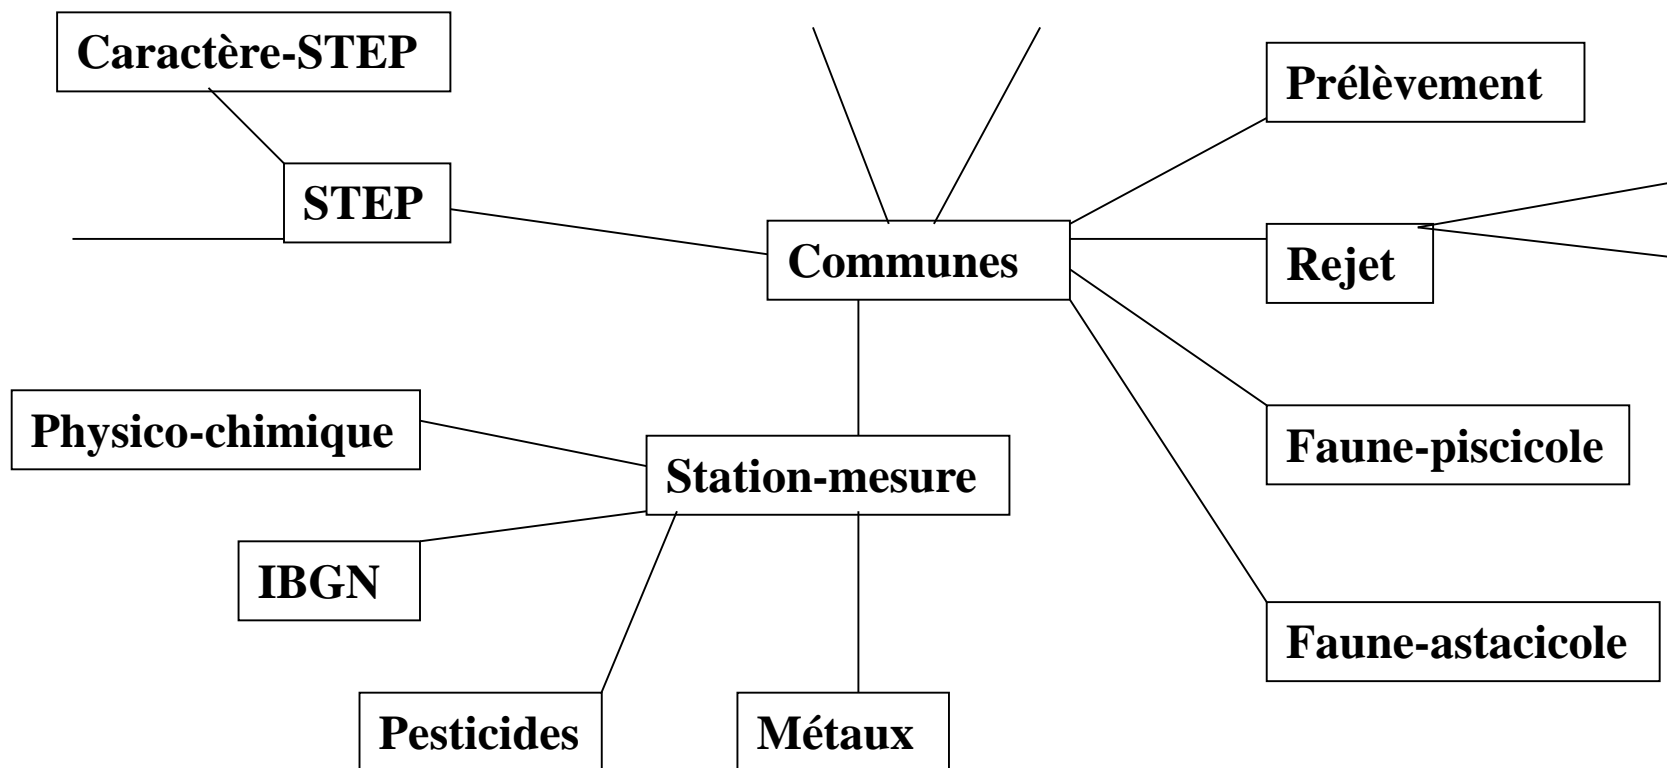 Caractère-STEP
Prélèvement
STEP
Communes
Rejet
Physico-chimique
Station-mesure
Faune-piscicole
IBGN
Faune-astacicole
Pesticides
Métaux